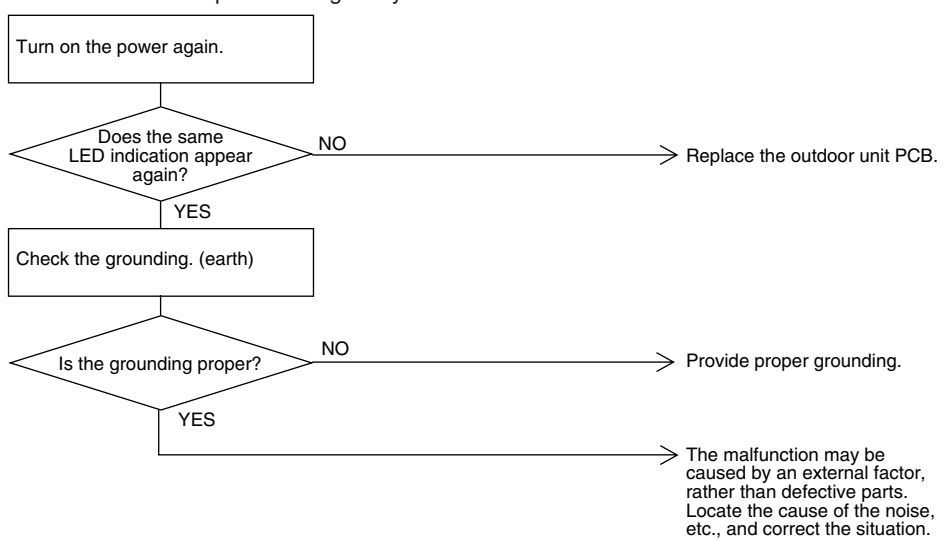 Turn on the power again.
Does the same
LED indication appear
again?
NO
Replace the outdoor unit PCB.
YES
Check the grounding. (earth)
Is the grounding proper?
NO
Provide proper grounding.
YES
The malfunction may be
caused by an external factor,
rather than defective parts.
Locate the cause of the noise,
etc., and correct the situation.